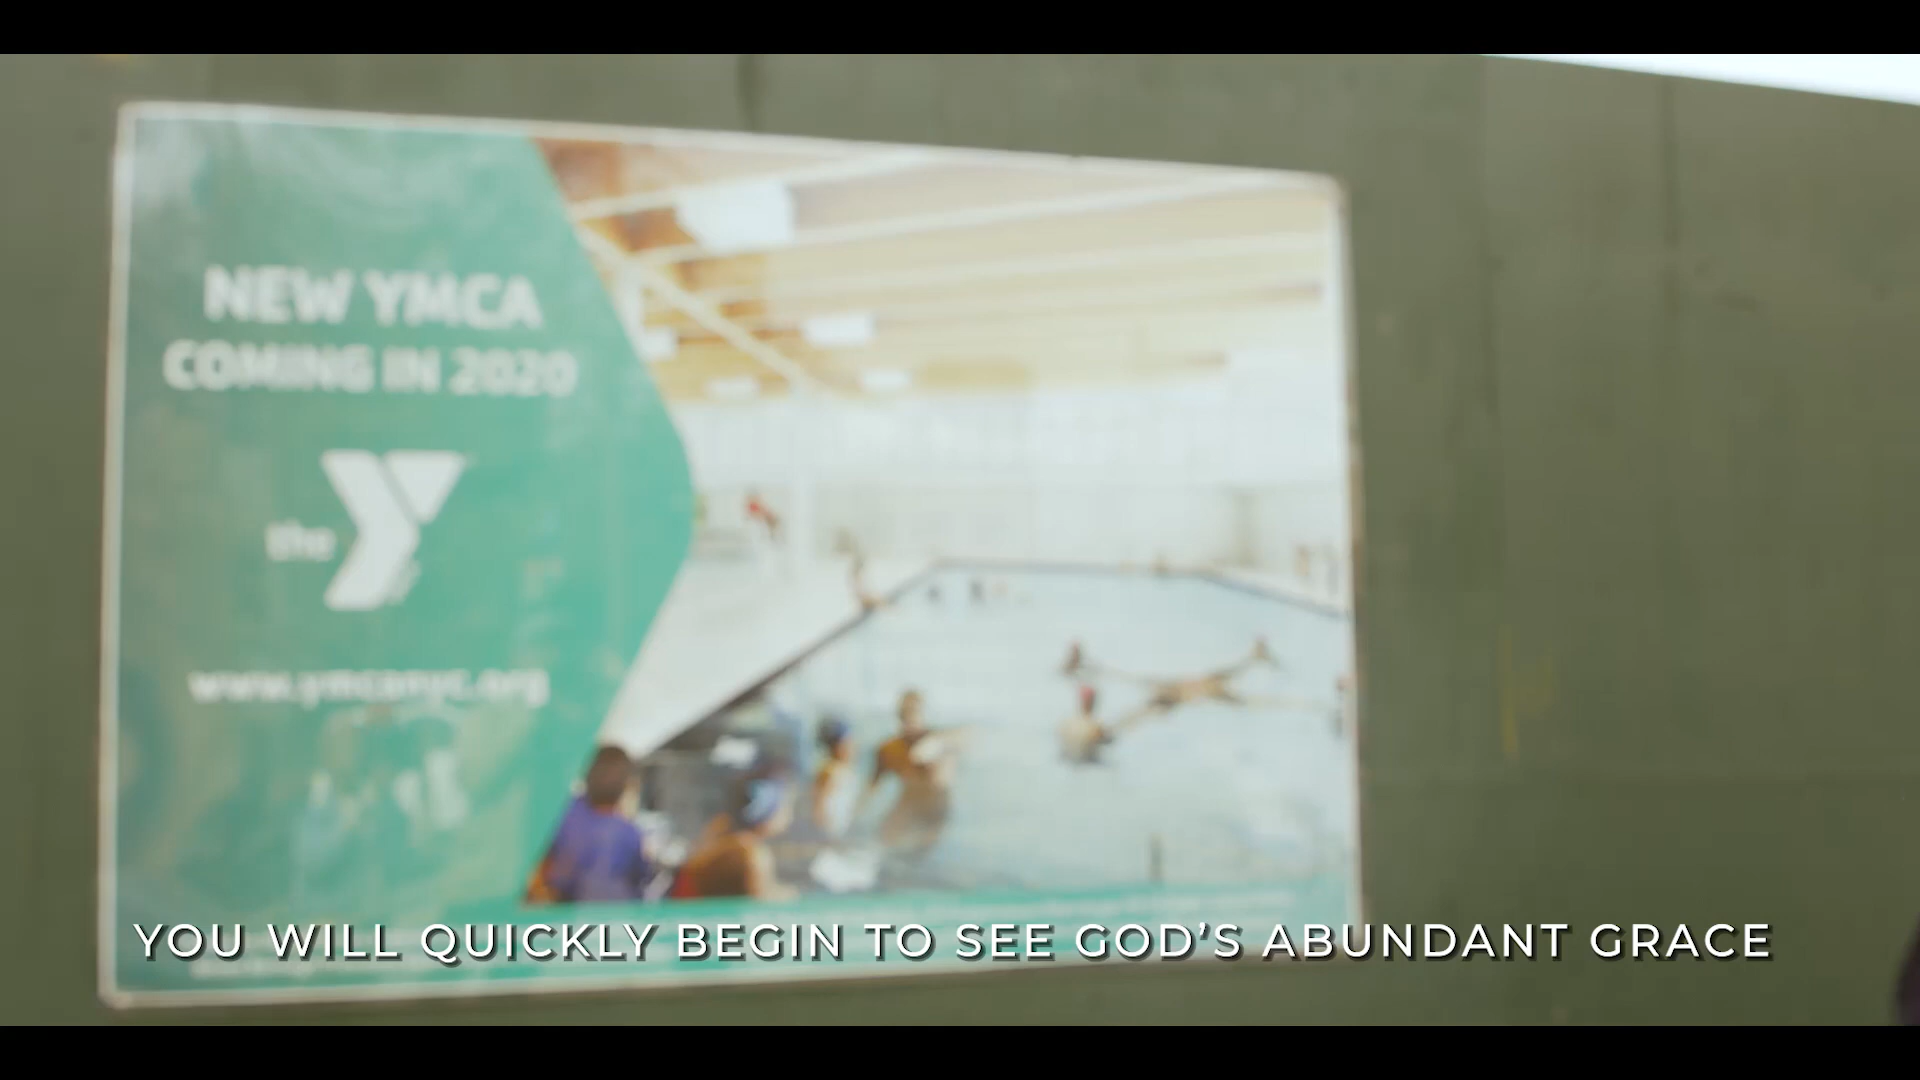 NEW YMCA
COMING IN 2020
the Y
www.ymcanyc.org
YOU WILL QUICKLY BEGIN TO SEE GOD’S ABUNDANT GRACE